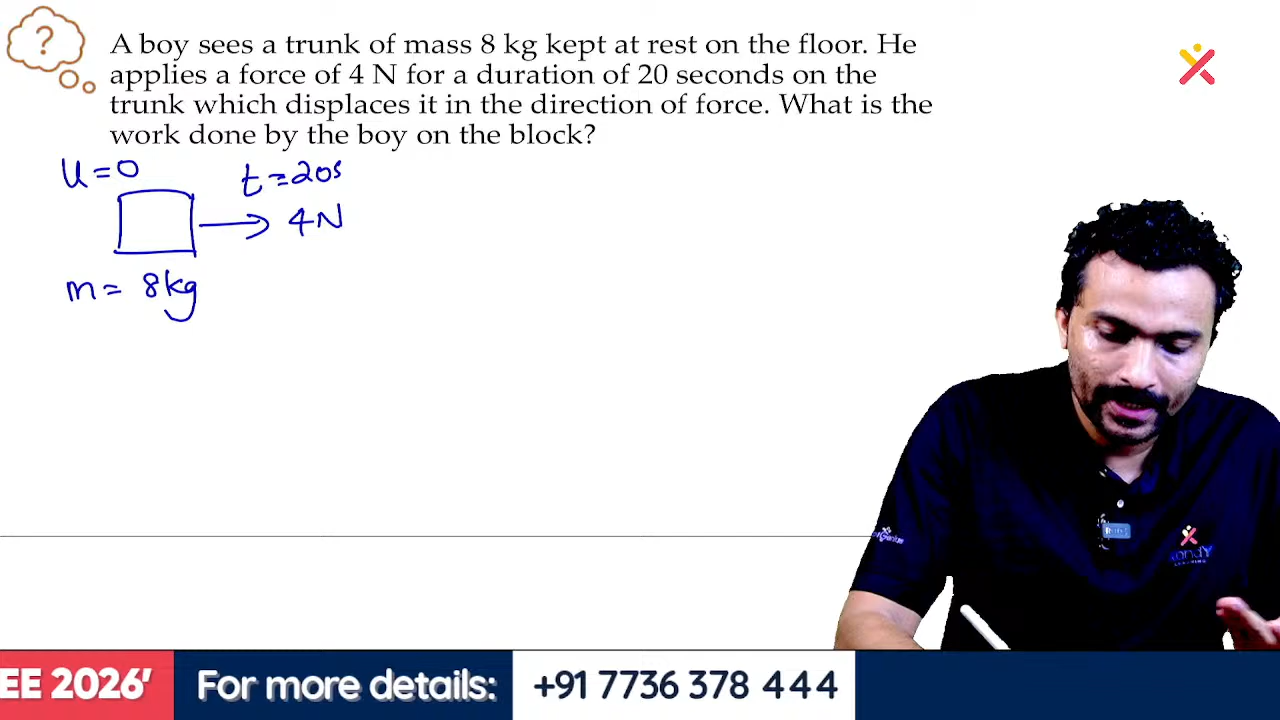 ?
A boy sees a trunk of mass 8 kg kept at rest on the floor. He
applies a force of 4 N for a duration of 20 seconds on the
trunk which displaces it in the direction of force. What is the
work done by the boy on the block?
u = 0
t = 20s
4N
m = 8kg
EE 2026'
For more details:
+91 7736 378 444